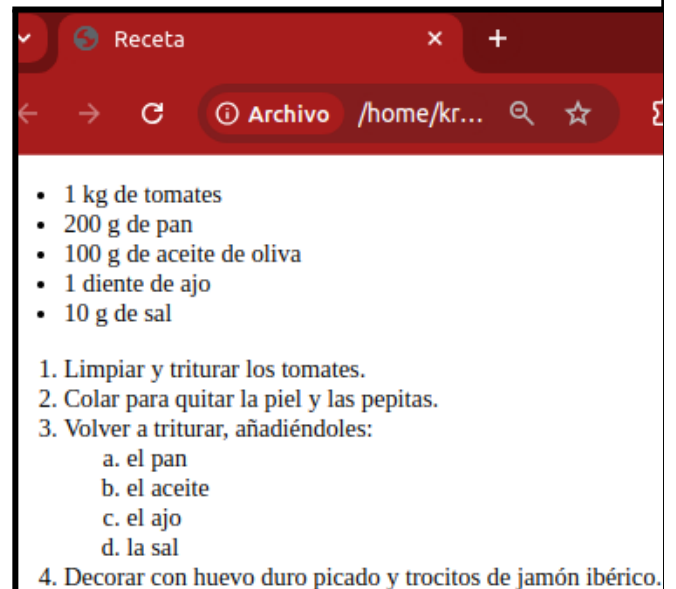 Receta
Archivo /home/kr...
• 1 kg de tomates
• 200 g de pan
• 100 g de aceite de oliva
• 1 diente de ajo
• 10 g de sal
1. Limpiar y triturar los tomates.
2. Colar para quitar la piel y las pepitas.
3. Volver a triturar, añadiéndoles:
a. el pan
b. el aceite
c. el ajo
d. la sal
4. Decorar con huevo duro picado y trocitos de jamón ibérico.